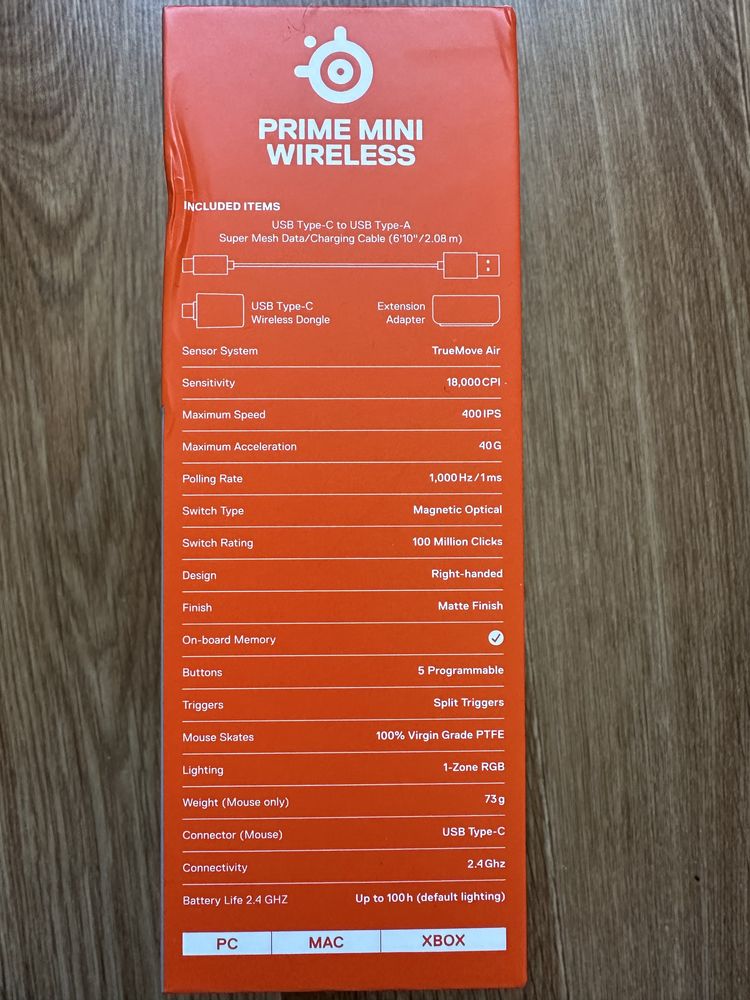 PRIME MINI
WIRELESS
INCLUDED ITEMS
USB Type-C to USB Type-A
Super Mesh Data/Charging Cable (6'10"/2.08 m)
USB Type-C
Wireless Dongle
Extension
Adapter
Sensor System TrueMove Air
Sensitivity 18,000 CPI
Maximum Speed 400 IPS
Maximum Acceleration 40 G
Polling Rate 1,000 Hz/1 ms
Switch Type Magnetic Optical
Switch Rating 100 Million Clicks
Design Right-handed
Finish Matte Finish
On-board Memory
Buttons 5 Programmable
Triggers Split Triggers
Mouse Skates 100% Virgin Grade PTFE
Lighting 1-Zone RGB
Weight (Mouse only) 73 g
Connector (Mouse) USB Type-C
Connectivity 2.4 Ghz
Battery Life 2.4 GHZ Up to 100 h (default lighting)
PC MAC XBOX